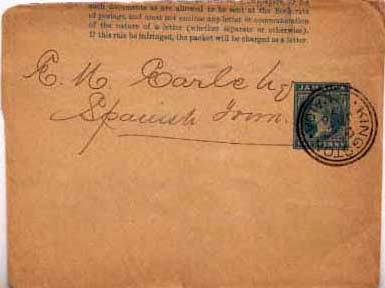 such documents as are allowed to be sent at the Book rate
of postage, and must not enclose any letter or communication
of the nature of a letter (whether separate or otherwise).
If this rule be infringed, the packet will be charged as a letter.
Spanish Town.
JAMAICA
KINGSTON